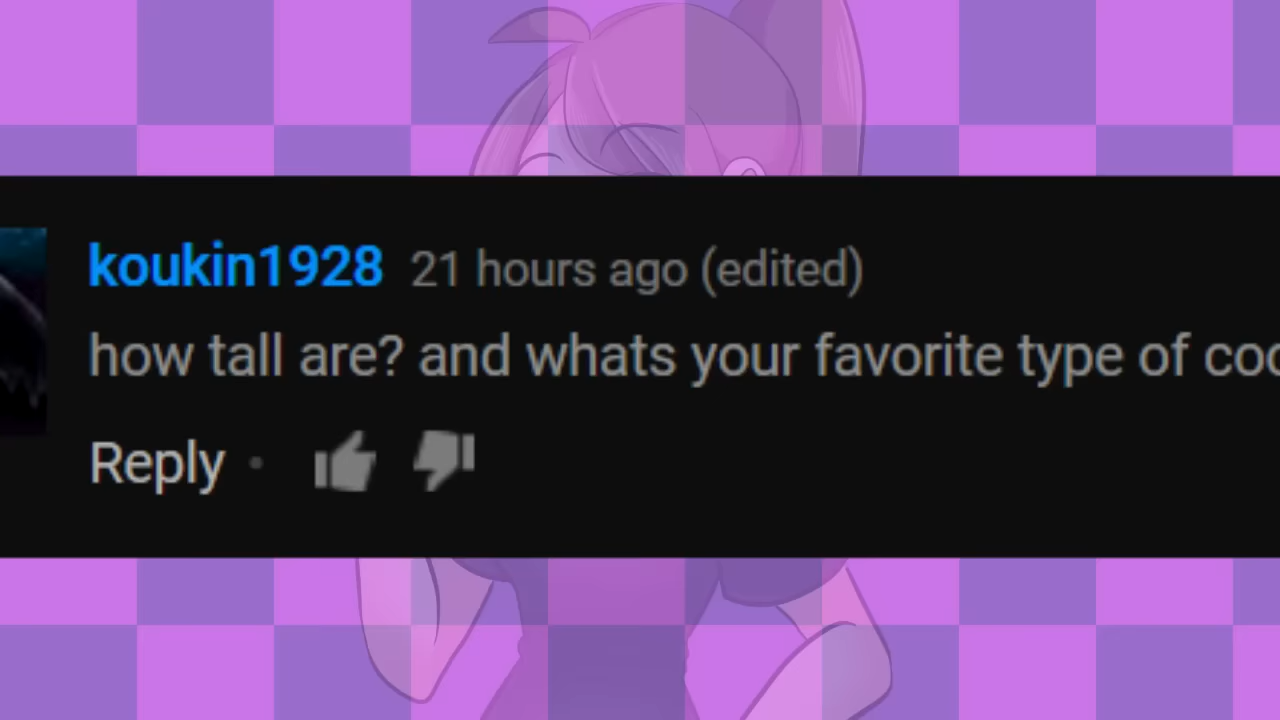 koukin1928 21 hours ago (edited)
how tall are? and whats your favorite type of
Reply